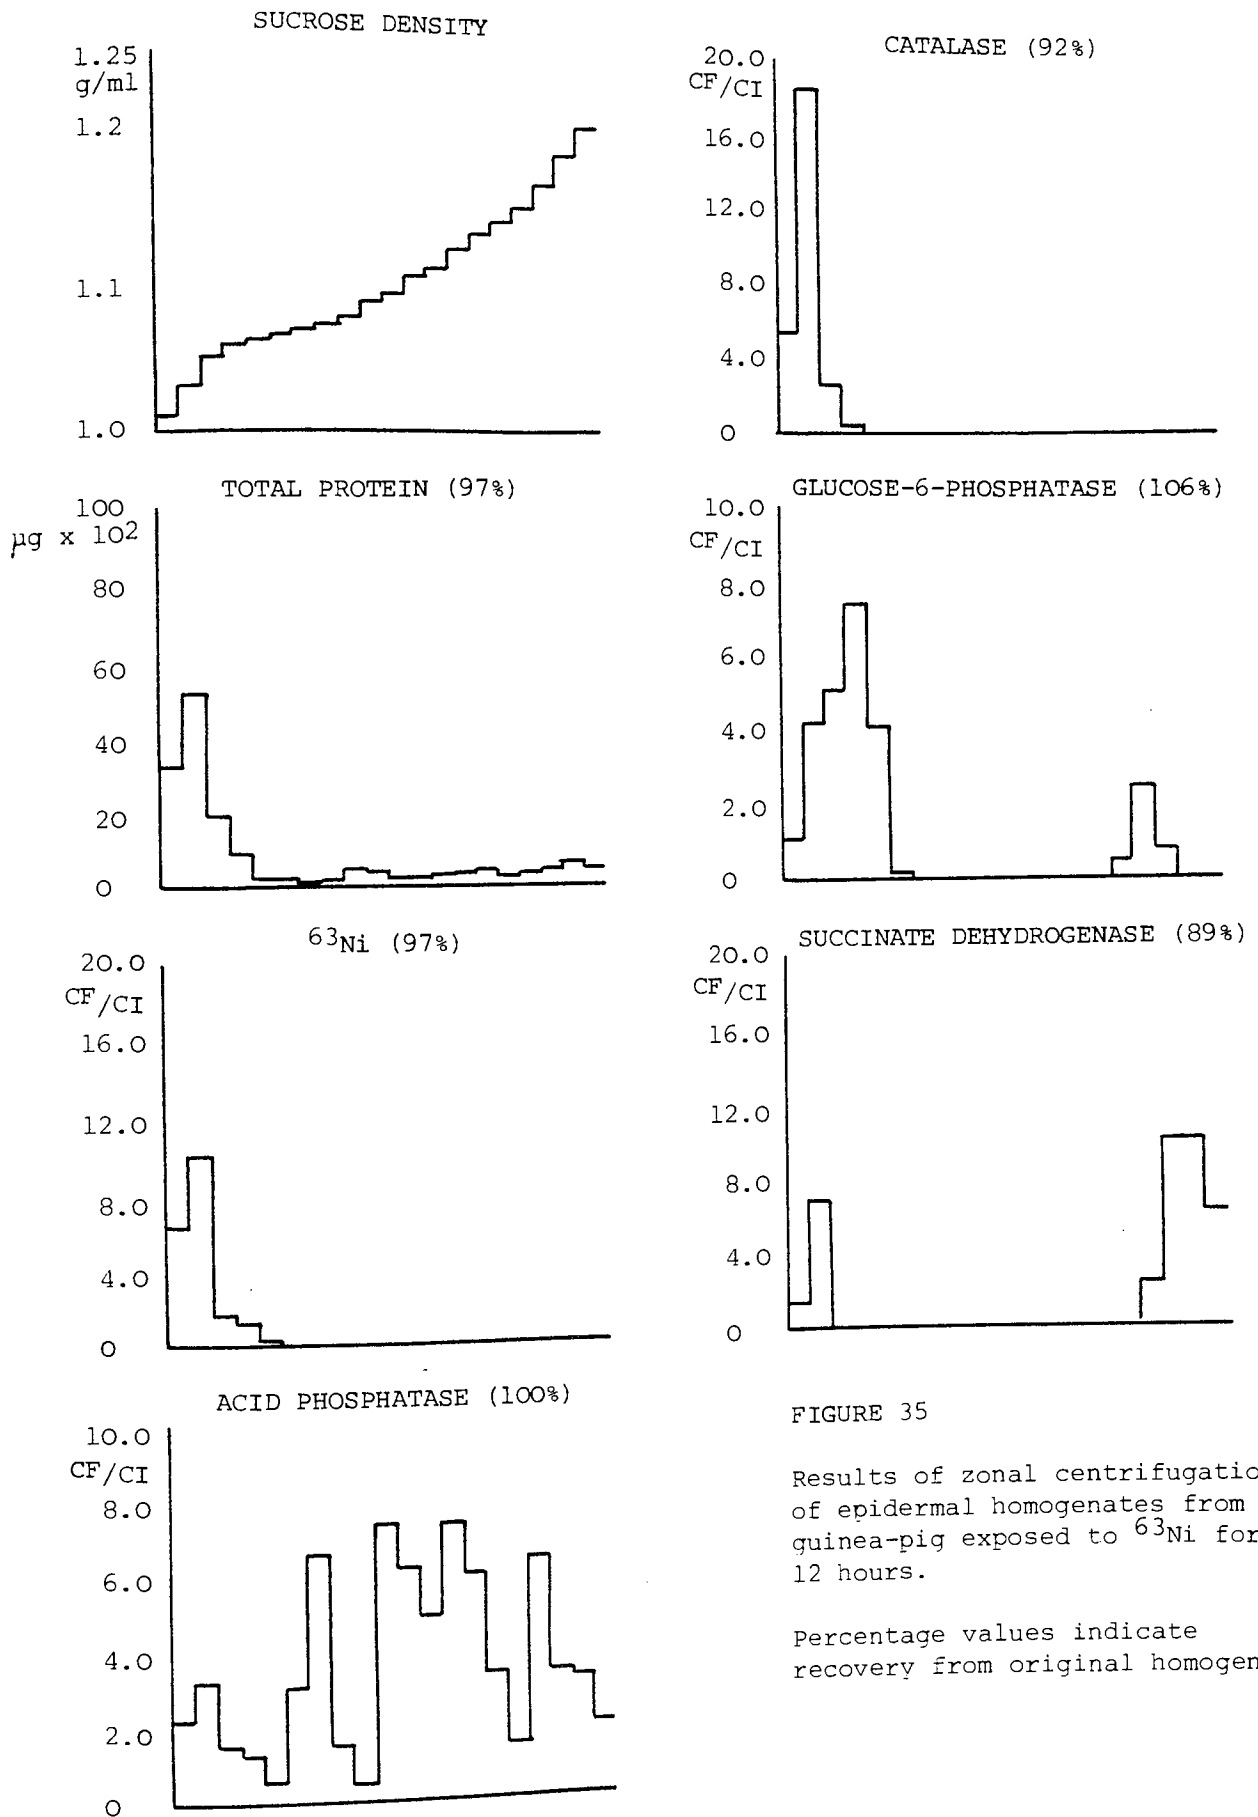 SUCROSE DENSITY
1.25
g/ml
1.2
1.1
1.0
CATALASE (92%)
20.0
CF/CI
16.0
12.0
8.0
4.0
0
TOTAL PROTEIN (97%)
100
µg x 10²
80
60
40
20
0
GLUCOSE-6-PHOSPHATASE (106%)
10.0
CF/CI
8.0
6.0
4.0
2.0
0
⁶³Ni (97%)
20.0
CF/CI
16.0
12.0
8.0
4.0
0
SUCCINATE DEHYDROGENASE (89%)
20.0
CF/CI
16.0
12.0
8.0
4.0
0
ACID PHOSPHATASE (100%)
10.0
CF/CI
8.0
6.0
4.0
2.0
0
FIGURE 35
Results of zonal centrifugatio
of epidermal homogenates from
guinea-pig exposed to ⁶³Ni for
12 hours.
Percentage values indicate
recovery from original homogen